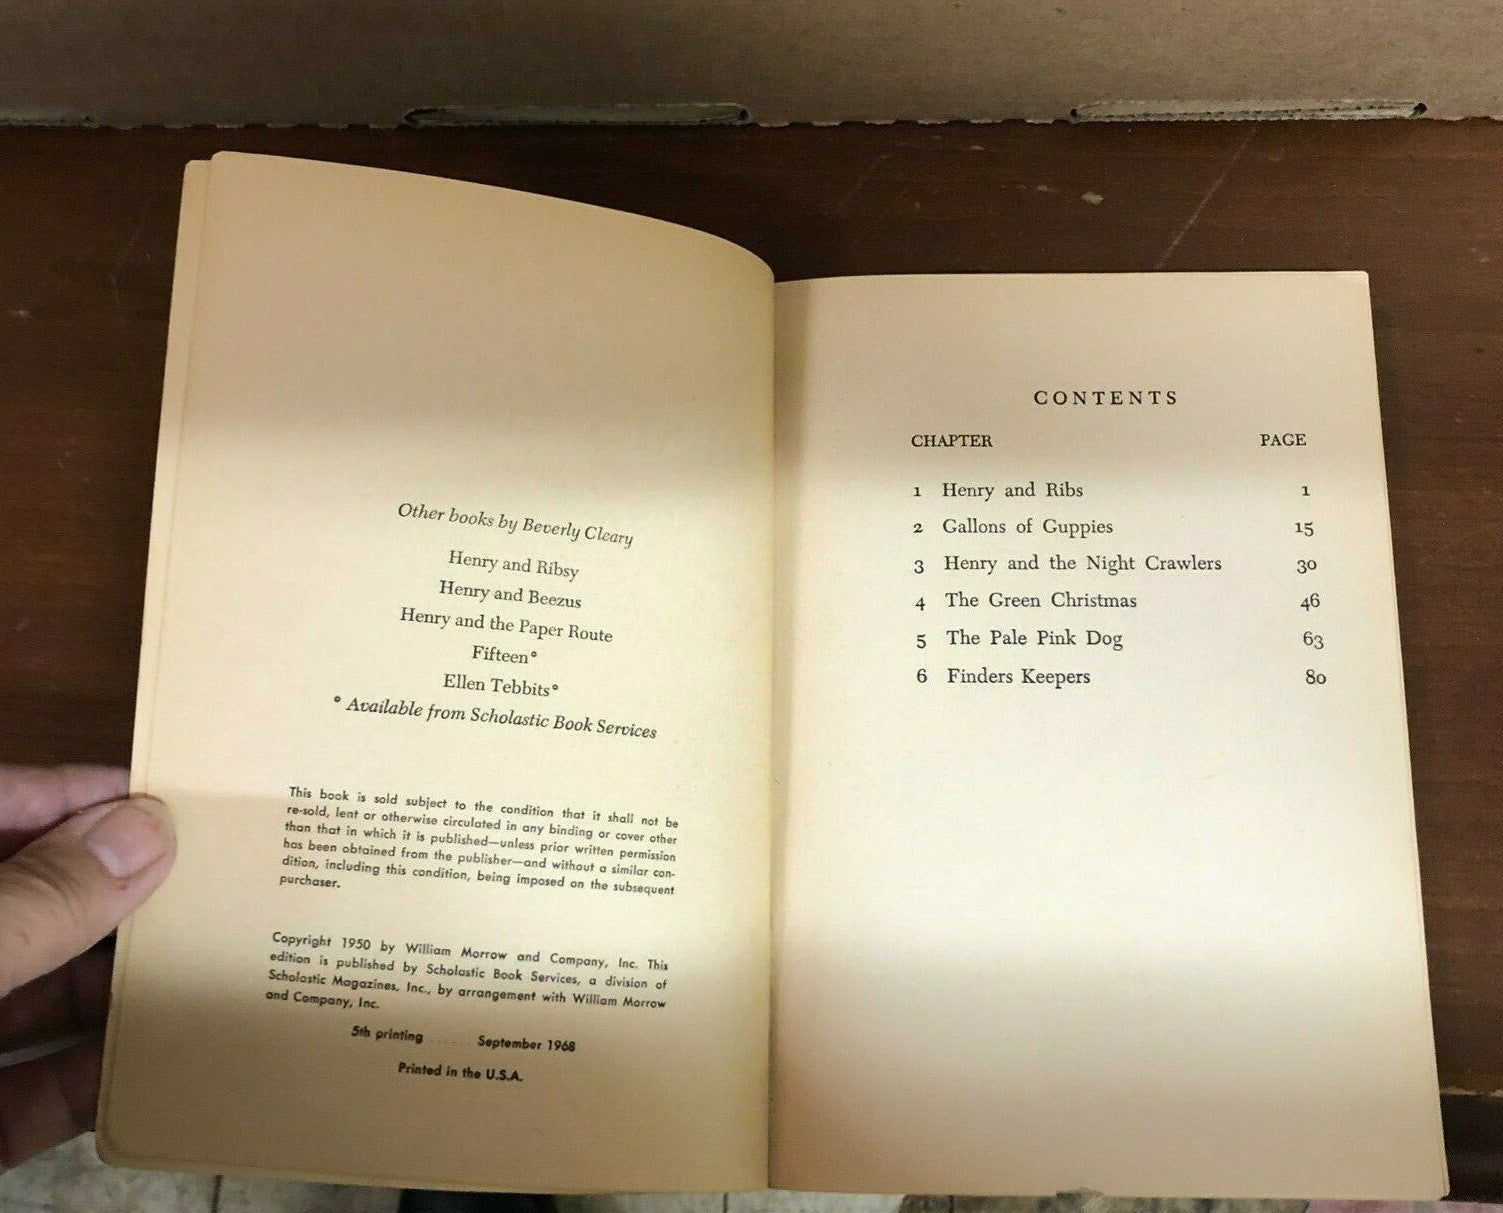 Other books by Beverly Cleary
Henry and Ribsy
Henry and Beezus
Henry and the Paper Route
Fifteen*
Ellen Tebbits*
* Available from Scholastic Book Services
This book is sold subject to the condition that it shall not be
re-sold, lent or otherwise circulated in any binding or cover other
than that in which it is published—unless prior written permission
has been obtained from the publisher—and without a similar con-
dition, including this condition, being imposed on the subsequent
purchaser.
Copyright 1950 by William Morrow and Company, Inc. This
edition is published by Scholastic Book Services, a division of
Scholastic Magazines, Inc., by arrangement with William Morrow
and Company, Inc.
5th printing ...... September 1968
Printed in the U.S.A.
CONTENTS
CHAPTER PAGE
1 Henry and Ribs 1
2 Gallons of Guppies 15
3 Henry and the Night Crawlers 30
4 The Green Christmas 46
5 The Pale Pink Dog 63
6 Finders Keepers 80